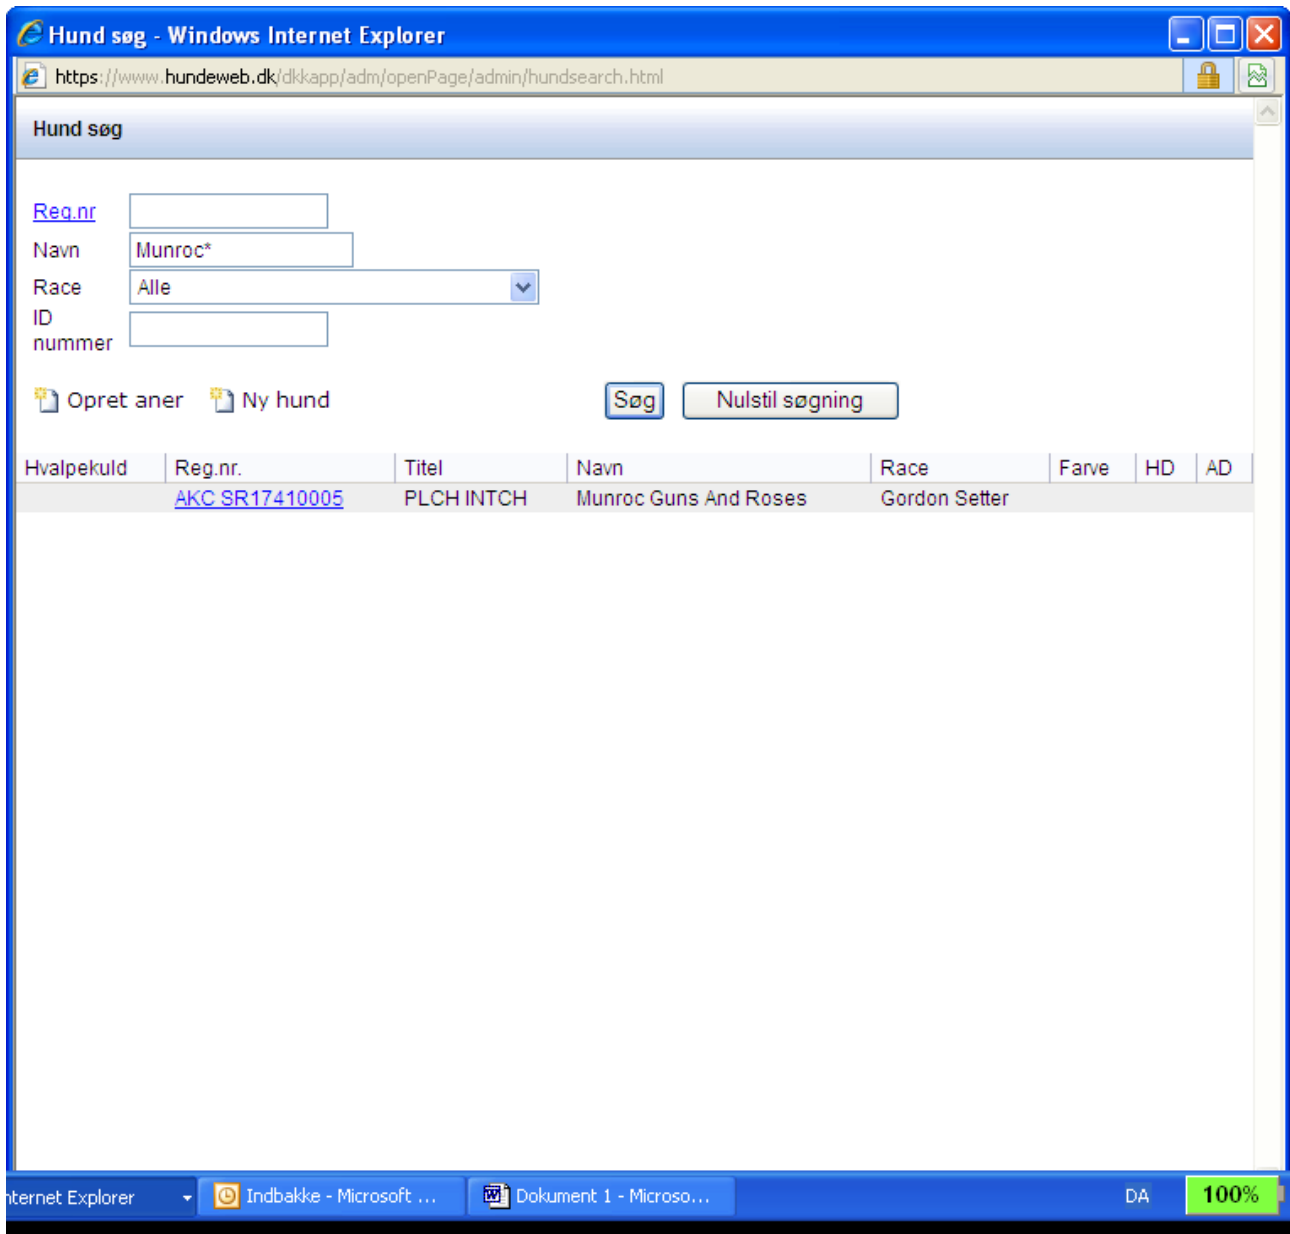 Hund søg - Windows Internet Explorer
https://www.hundeweb.dk/dkkapp/adm/openPage/admin/hundsearch.html
Hund søg
Reg.nr
Navn Munroc*
Race Alle
ID
nummer
Opret aner Ny hund Søg Nulstil søgning
Hvalpekuld Reg.nr. Titel Navn Race Farve HD AD
AKC SR17410005 PLCH INTCH Munroc Guns And Roses Gordon Setter
nternet Explorer Indbakke - Microsoft ... Dokument 1 - Microso... DA 100%